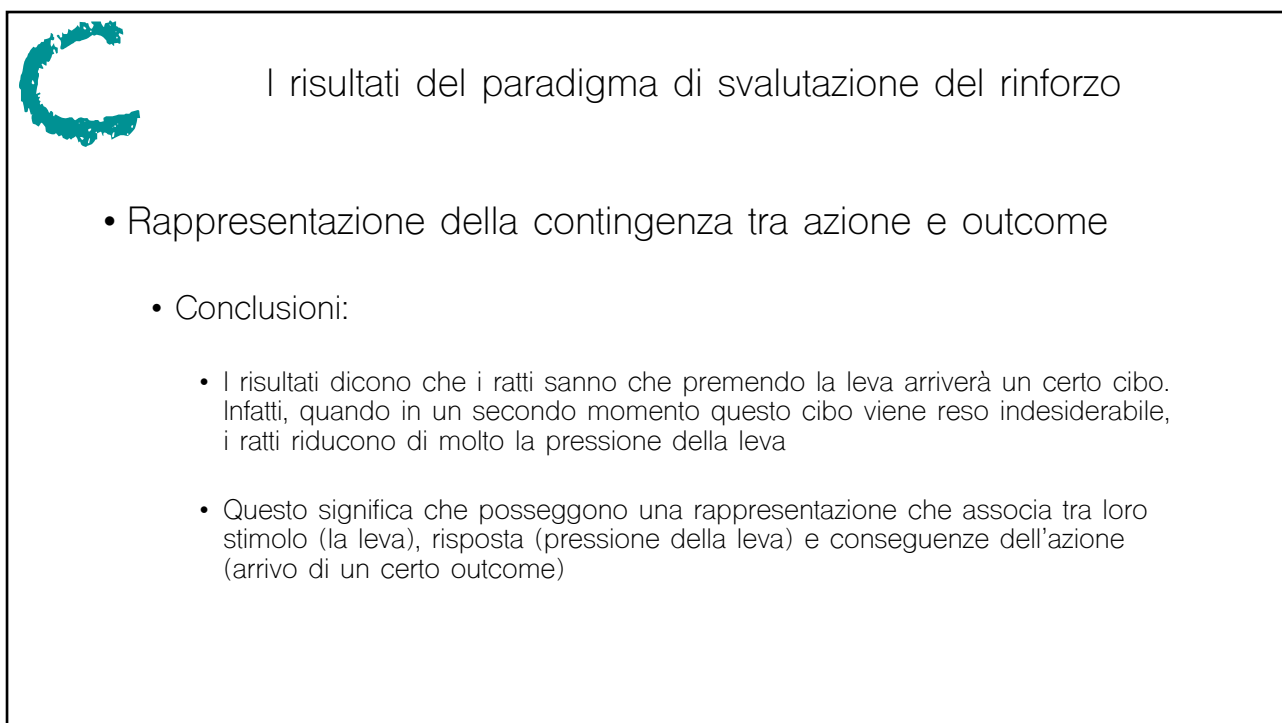 I risultati del paradigma di svalutazione del rinforzo
• Rappresentazione della contingenza tra azione e outcome
• Conclusioni:
• I risultati dicono che i ratti sanno che premendo la leva arriverà un certo cibo.
Infatti, quando in un secondo momento questo cibo viene reso indesiderabile,
i ratti riducono di molto la pressione della leva
• Questo significa che posseggono una rappresentazione che associa tra loro
stimolo (la leva), risposta (pressione della leva) e conseguenze dell'azione
(arrivo di un certo outcome)